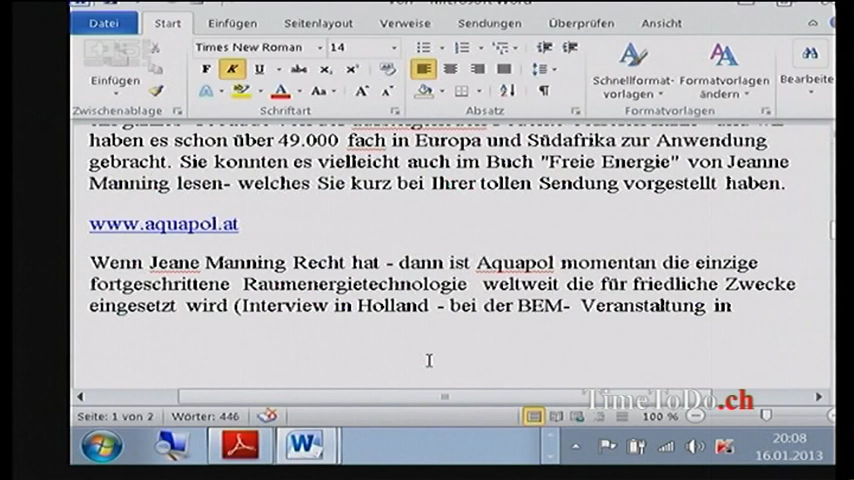 Datei Start Einfügen Seitenlayout Verweise Sendungen Überprüfen Ansicht
Times New Roman 14
Einfügen
F K U abe x₂ x²
A ab A Aa A A
Schnellformat-vorlagen
Formatvorlagen ändern
Bearbeite
Zwischenablage Schriftart Absatz Formatvorlagen
haben es schon über 49.000 fach in Europa und Südafrika zur Anwendung
gebracht. Sie konnten es vielleicht auch im Buch "Freie Energie" von Jeanne
Manning lesen- welches Sie kurz bei Ihrer tollen Sendung vorgestellt haben.
www.aquapol.at
Wenn Jeane Manning Recht hat - dann ist Aquapol momentan die einzige
fortgeschrittene Raumenergietechnologie weltweit die für friedliche Zwecke
eingesetzt wird (Interview in Holland - bei der BEM- Veranstaltung in
TimeToDo.ch
Seite: 1 von 2 Wörter: 446 100 %
W
20:08
16.01.2013